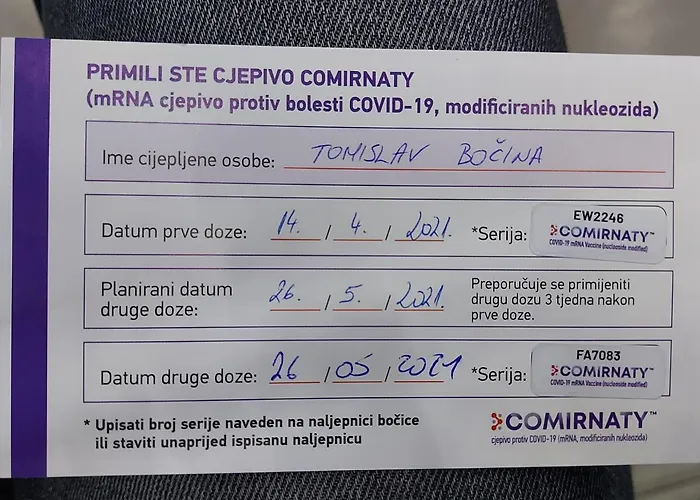 PRIMILI STE CJEPIVO COMIRNATY
(mRNA cjepivo protiv bolesti COVID-19, modificiranih nukleozida)
Ime cijepljene osobe: TOMISLAV BOČINA
Datum prve doze: 14. / 4. / 2021. *Serija:
EW2246
COMIRNATY™
COVID-19 mRNA Vaccine (nucleoside modified)
Planirani datum
druge doze: 26. / 5. / 2021.
Preporučuje se primijeniti
drugu dozu 3 tjedna nakon
prve doze.
Datum druge doze: 26 / 05 / 2021 *Serija:
FA7083
COMIRNATY™
COVID-19 mRNA Vaccine (nucleoside modified)
* Upisati broj serije naveden na naljepnici bočice
ili staviti unaprijed ispisanu naljepnicu
COMIRNATY™
cjepivo protiv COVID-19 (mRNA, modificiranih nukleozida)